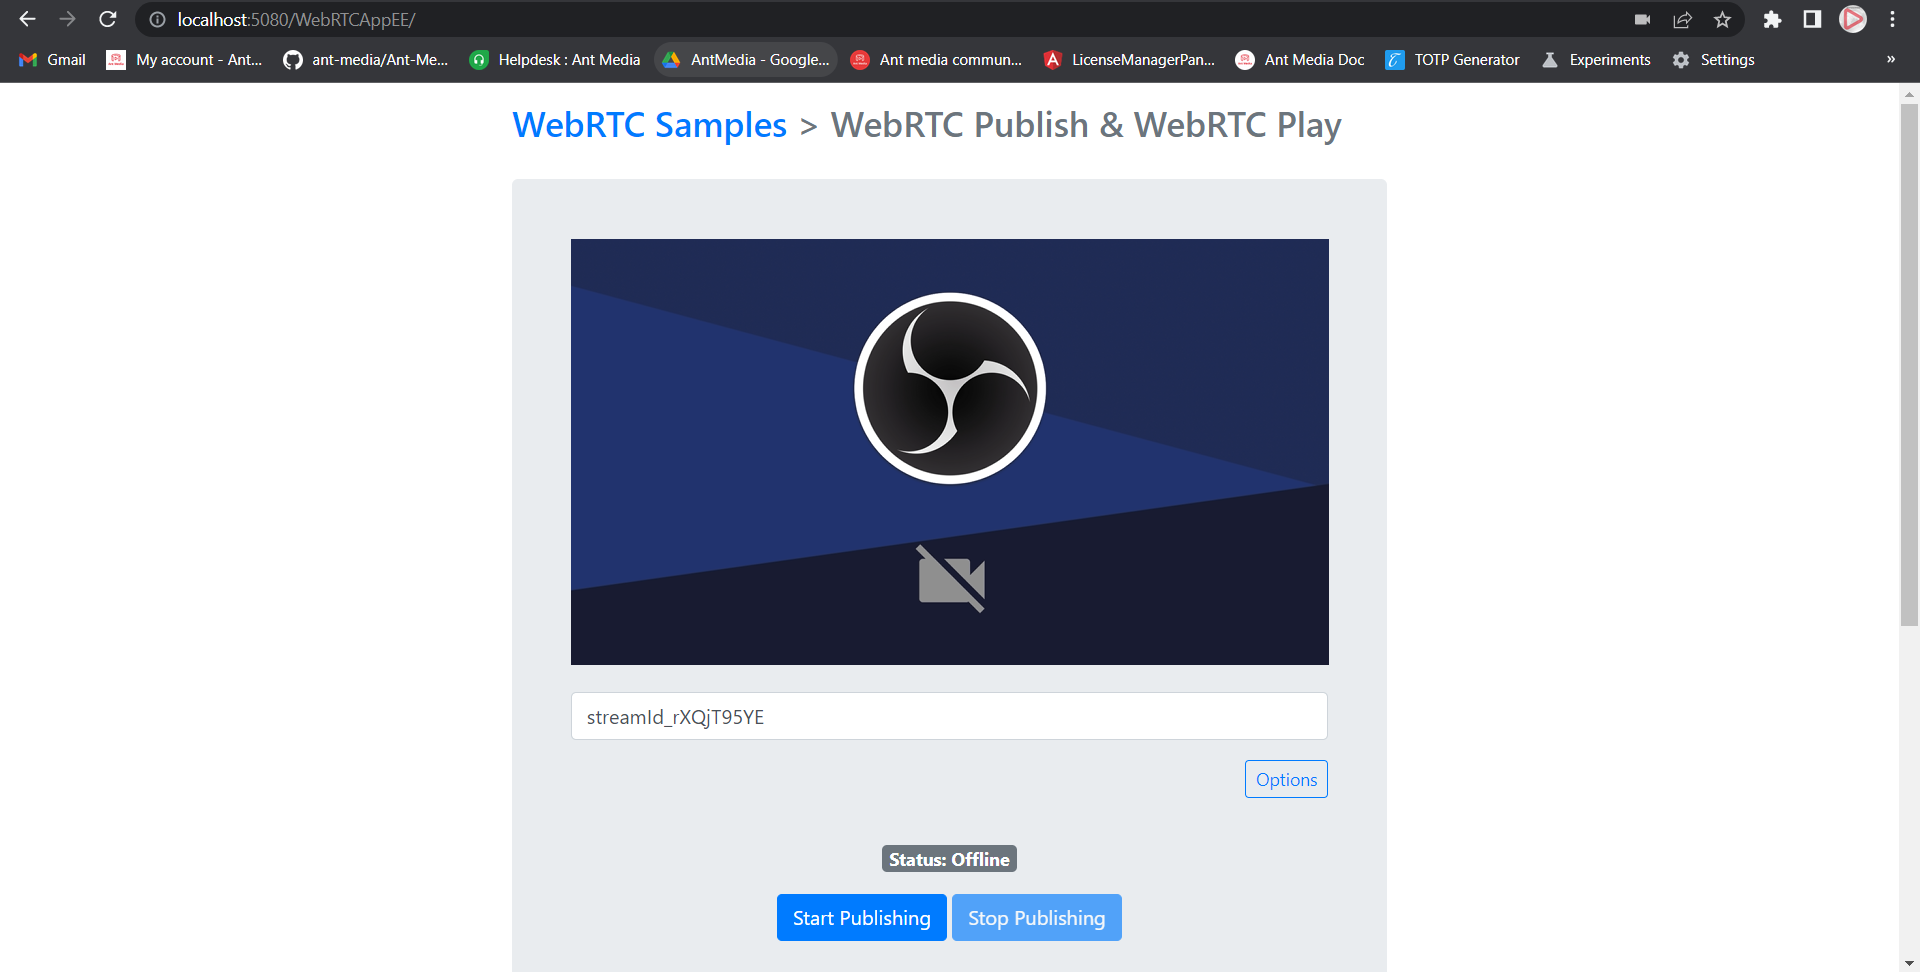 localhost:5080/WebRTCAppEE/
Gmail My account - Ant... ant-media/Ant-Me... Helpdesk : Ant Media AntMedia - Google... Ant media commun... LicenseManagerPan... Ant Media Doc TOTP Generator Experiments Settings »
WebRTC Samples > WebRTC Publish & WebRTC Play
streamId_rXQjT95YE
Options
Status: Offline
Start Publishing Stop Publishing